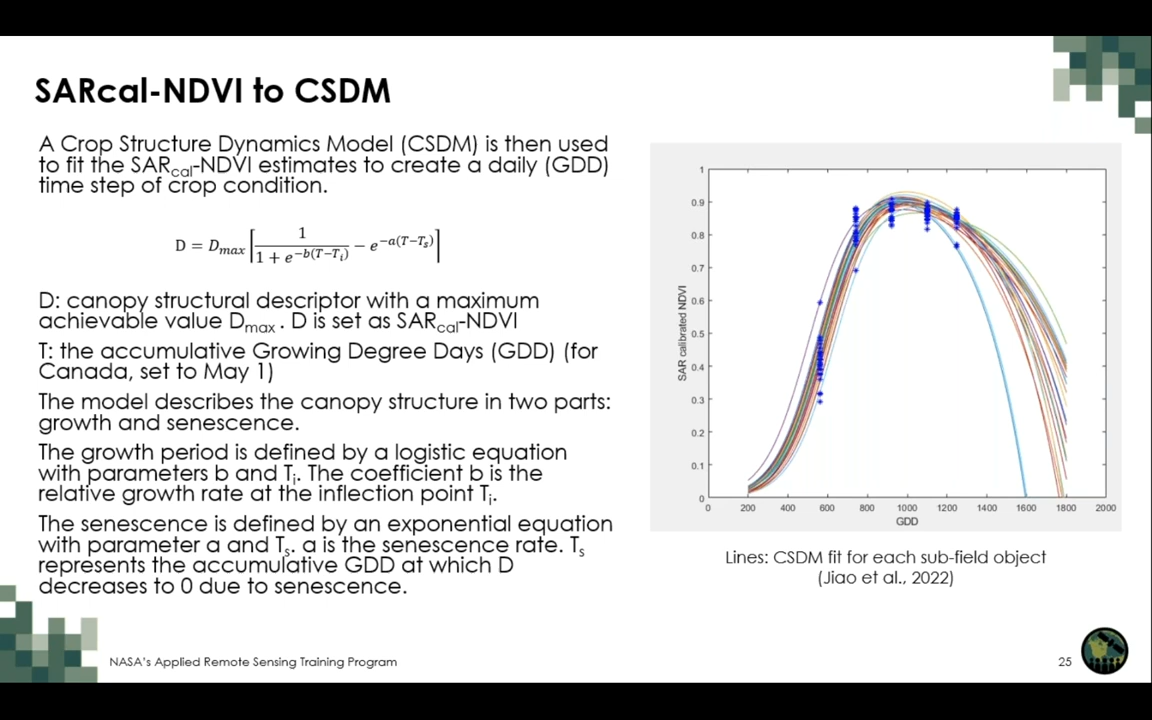 SARcal-NDVI to CSDM
A Crop Structure Dynamics Model (CSDM) is then used
to fit the SARcal-NDVI estimates to create a daily (GDD)
time step of crop condition.
D = Dmax [ 1 / (1 + e^−b(T−Ti)) − e^−a(T−Ts) ]
D: canopy structural descriptor with a maximum
achievable value Dmax . D is set as SARcal-NDVI
T: the accumulative Growing Degree Days (GDD) (for
Canada, set to May 1)
The model describes the canopy structure in two parts:
growth and senescence.
The growth period is defined by a logistic equation
with parameters b and Ti. The coefficient b is the
relative growth rate at the inflection point Ti.
The senescence is defined by an exponential equation
with parameter a and Ts. a is the senescence rate. Ts
represents the accumulative GDD at which D
decreases to 0 due to senescence.
SAR calibrated NDVI
1
0.9
0.8
0.7
0.6
0.5
0.4
0.3
0.2
0.1
0
0 200 400 600 800 1000 1200 1400 1600 1800 2000
GDD
Lines: CSDM fit for each sub-field object
(Jiao et al., 2022)
NASA's Applied Remote Sensing Training Program
25